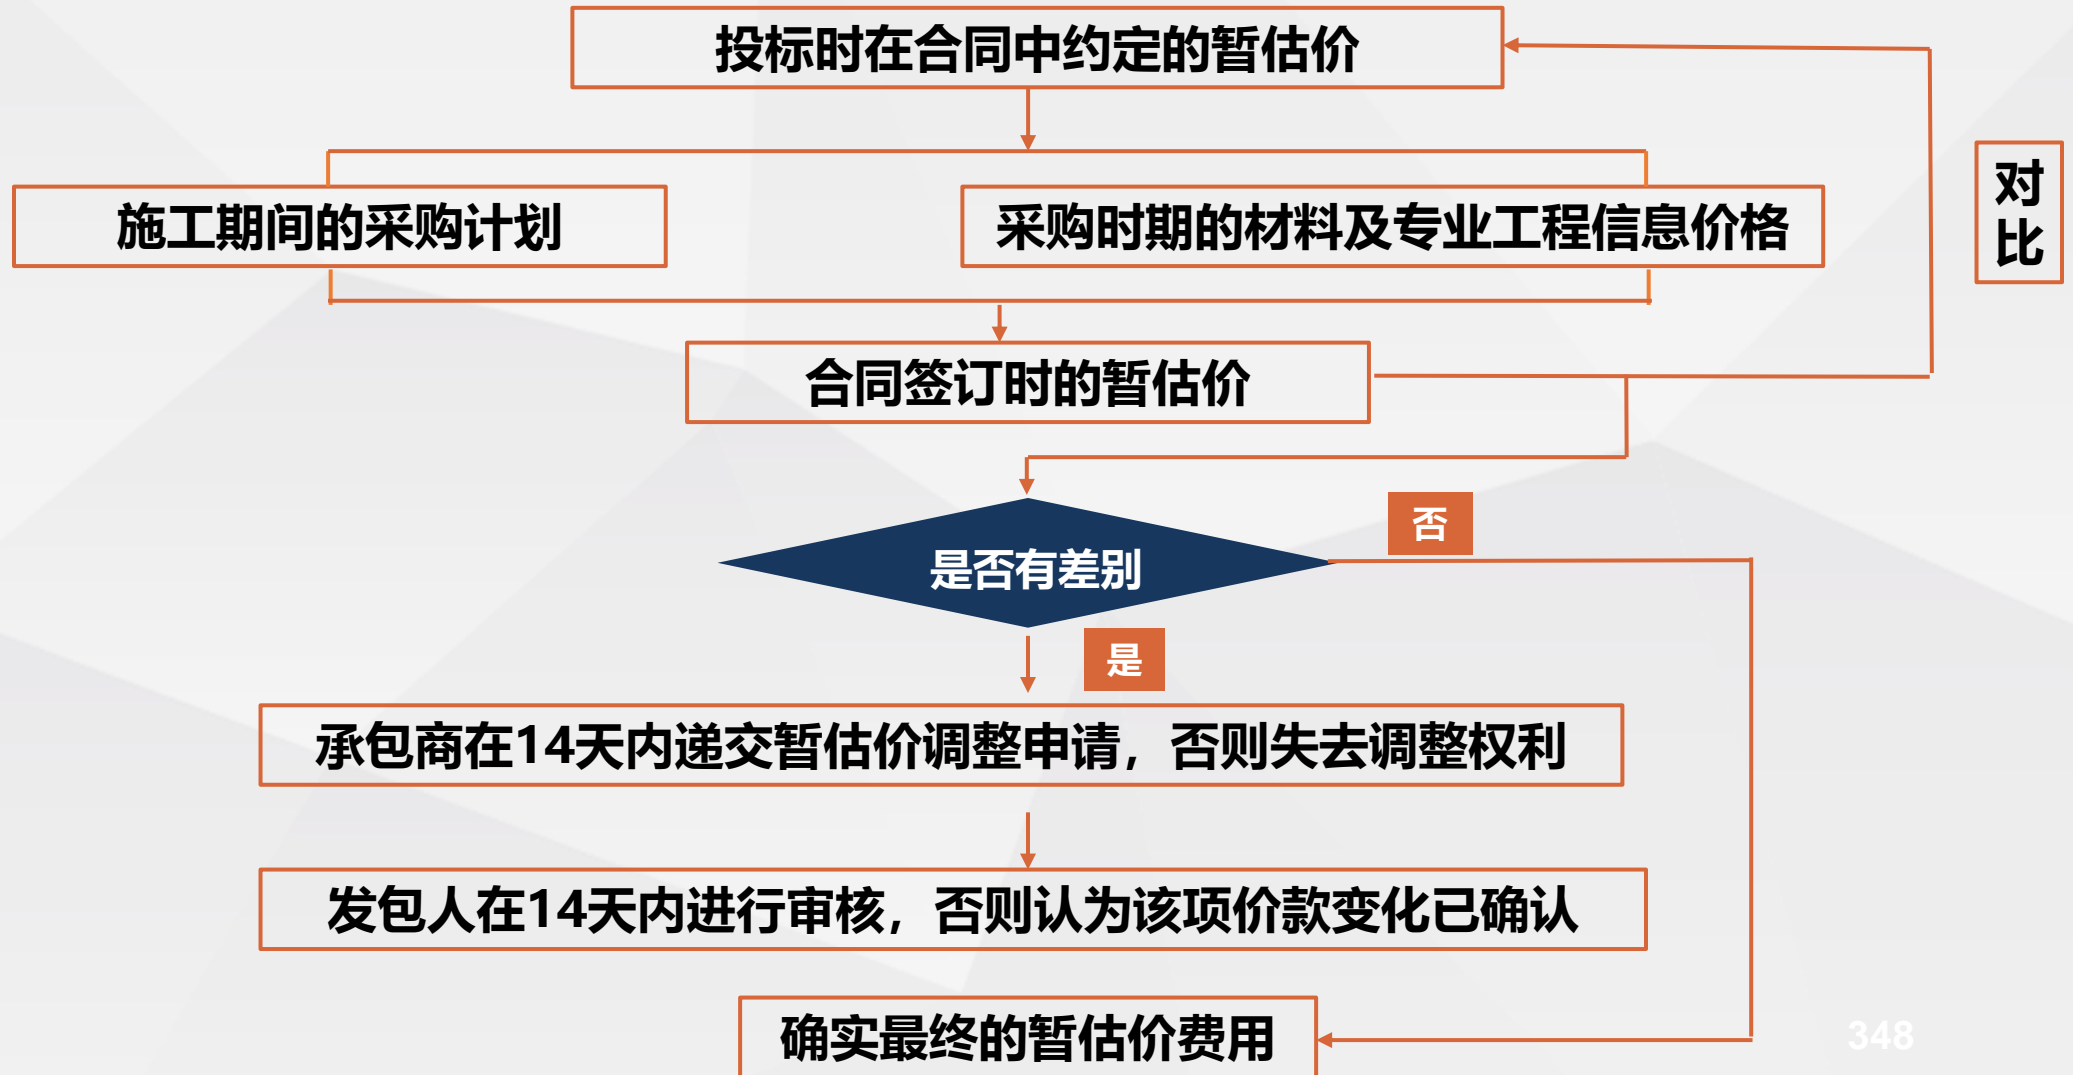 投标时在合同中约定的暂估价
对比
施工期间的采购计划
采购时期的材料及专业工程信息价格
合同签订时的暂估价
否
是否有差别
是
承包商在14天内递交暂估价调整申请，否则失去调整权利
发包人在14天内进行审核，否则认为该项价款变化已确认
确实最终的暂估价费用
348